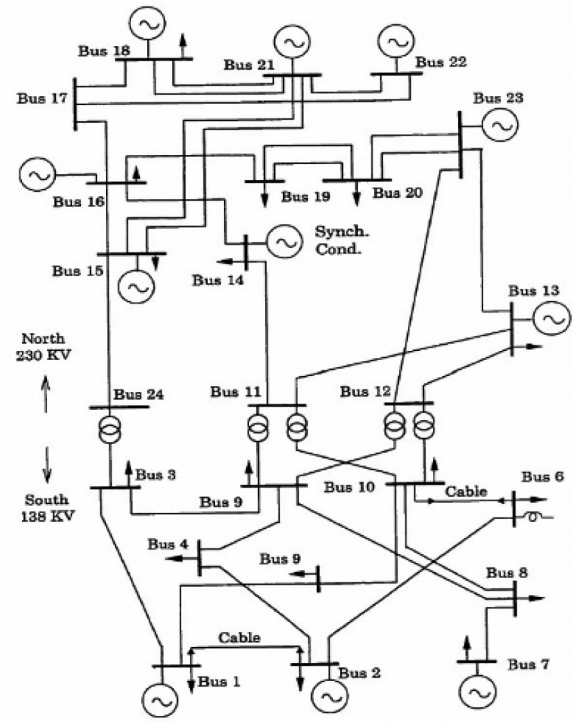 Bus 18
Bus 21
Bus 22
Bus 17
Bus 23
Bus 16
Bus 19
Bus 20
Synch.
Cond.
Bus 15
Bus 14
Bus 13
North
230 KV
Bus 24
Bus 11
Bus 12
Bus 3
Bus 6
South
138 KV
Bus 9
Bus 10
Cable
Bus 4
Bus 9
Bus 8
Cable
Bus 1
Bus 2
Bus 7